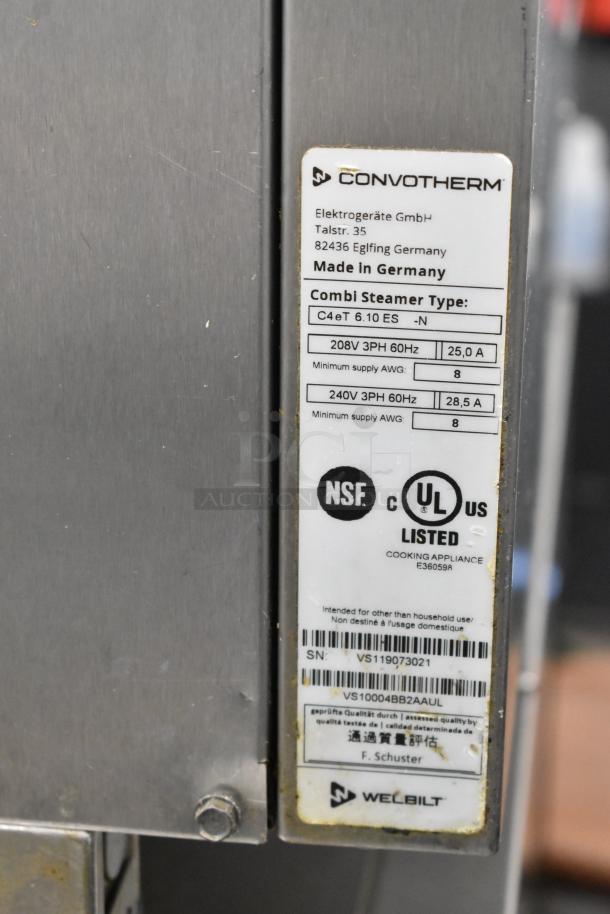 CONVOTHERM
Elektrogeräte GmbH
Talstr. 35
82436 Eglfing Germany
Made in Germany
Combi Steamer Type:
C4eT 6.10 ES -N
208V 3PH 60Hz 25,0 A
Minimum supply AWG: 8
240V 3PH 60Hz 28,5 A
Minimum supply AWG: 8
PCI
AUCTION
NSF.
C UL US
LISTED
COOKING APPLIANCE
E360598
Intended for other than household use/
Non destiné à l'usage domestique
SN: VS119073021
VS10004BB2AAUL
geprüfte Qualität durch | assessed quality by
qualité testée de | calidad determinada de
通過質量評估
F. Schuster
WELBILT